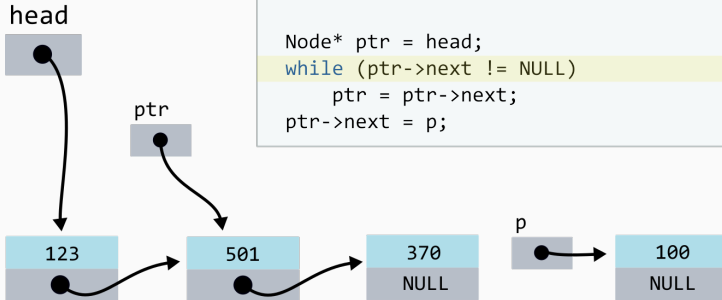 head
Node* ptr = head;
while (ptr->next != NULL)
    ptr = ptr->next;
ptr->next = p;
ptr
p
123
501
370
100
NULL
NULL